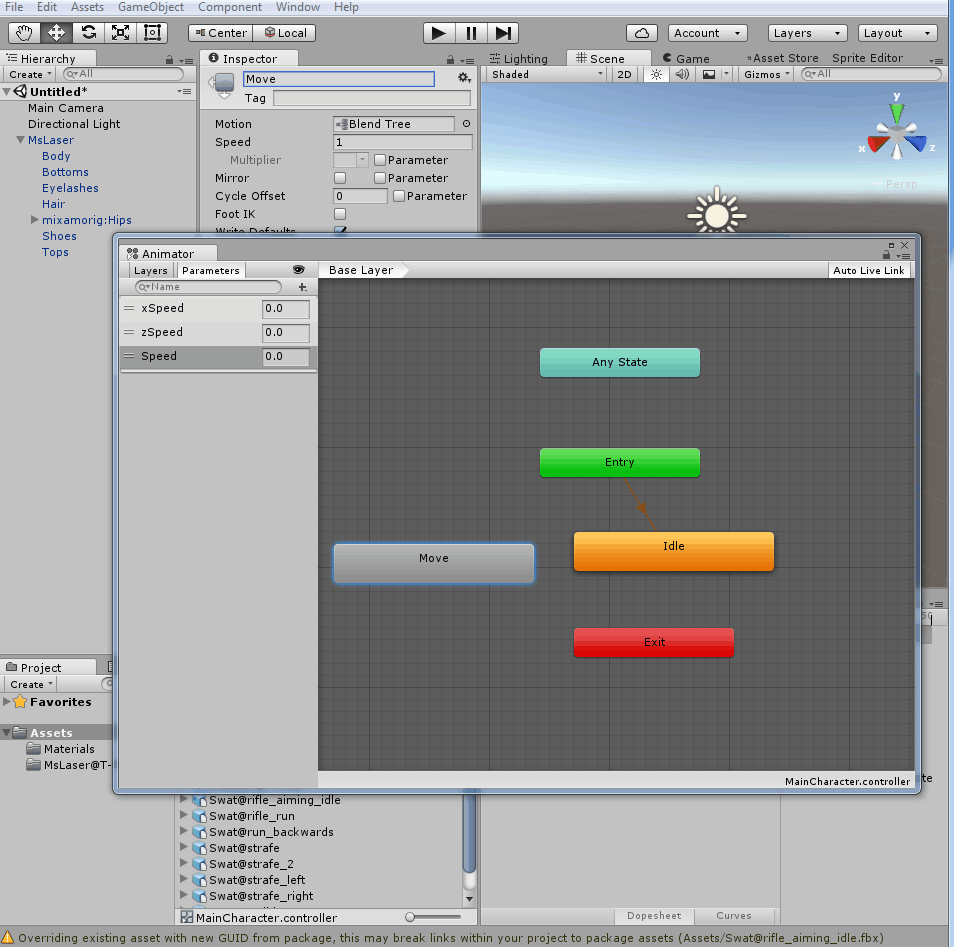 File Edit Assets GameObject Component Window Help
Center Local Account Layers Layout
Hierarchy Inspector Lighting Scene Game Asset Store Sprite Editor
Create All Move Shaded 2D Gizmos All
Untitled* Tag
Main Camera
Directional Light Motion Blend Tree
MsLaser Speed 1
Body Multiplier Parameter
Bottoms Mirror Parameter
Eyelashes Cycle Offset 0 Parameter
Hair Foot IK
mixamorig:Hips Write Defaults
Shoes
Tops
y
x z
Persp
Animator
Layers Parameters Base Layer Auto Live Link
Name
xSpeed 0.0
zSpeed 0.0
Speed 0.0
Any State
Entry
Idle
Move
Exit
MainCharacter.controller
Project
Create
Favorites
Assets
Materials
MsLaser@T-
Swat@rifle_aiming_idle
Swat@rifle_run
Swat@run_backwards
Swat@strafe
Swat@strafe_2
Swat@strafe_left
Swat@strafe_right
MainCharacter.controller
Dopesheet Curves
Overriding existing asset with new GUID from package, this may break links within your project to package assets (Assets/Swat@rifle_aiming_idle.fbx)